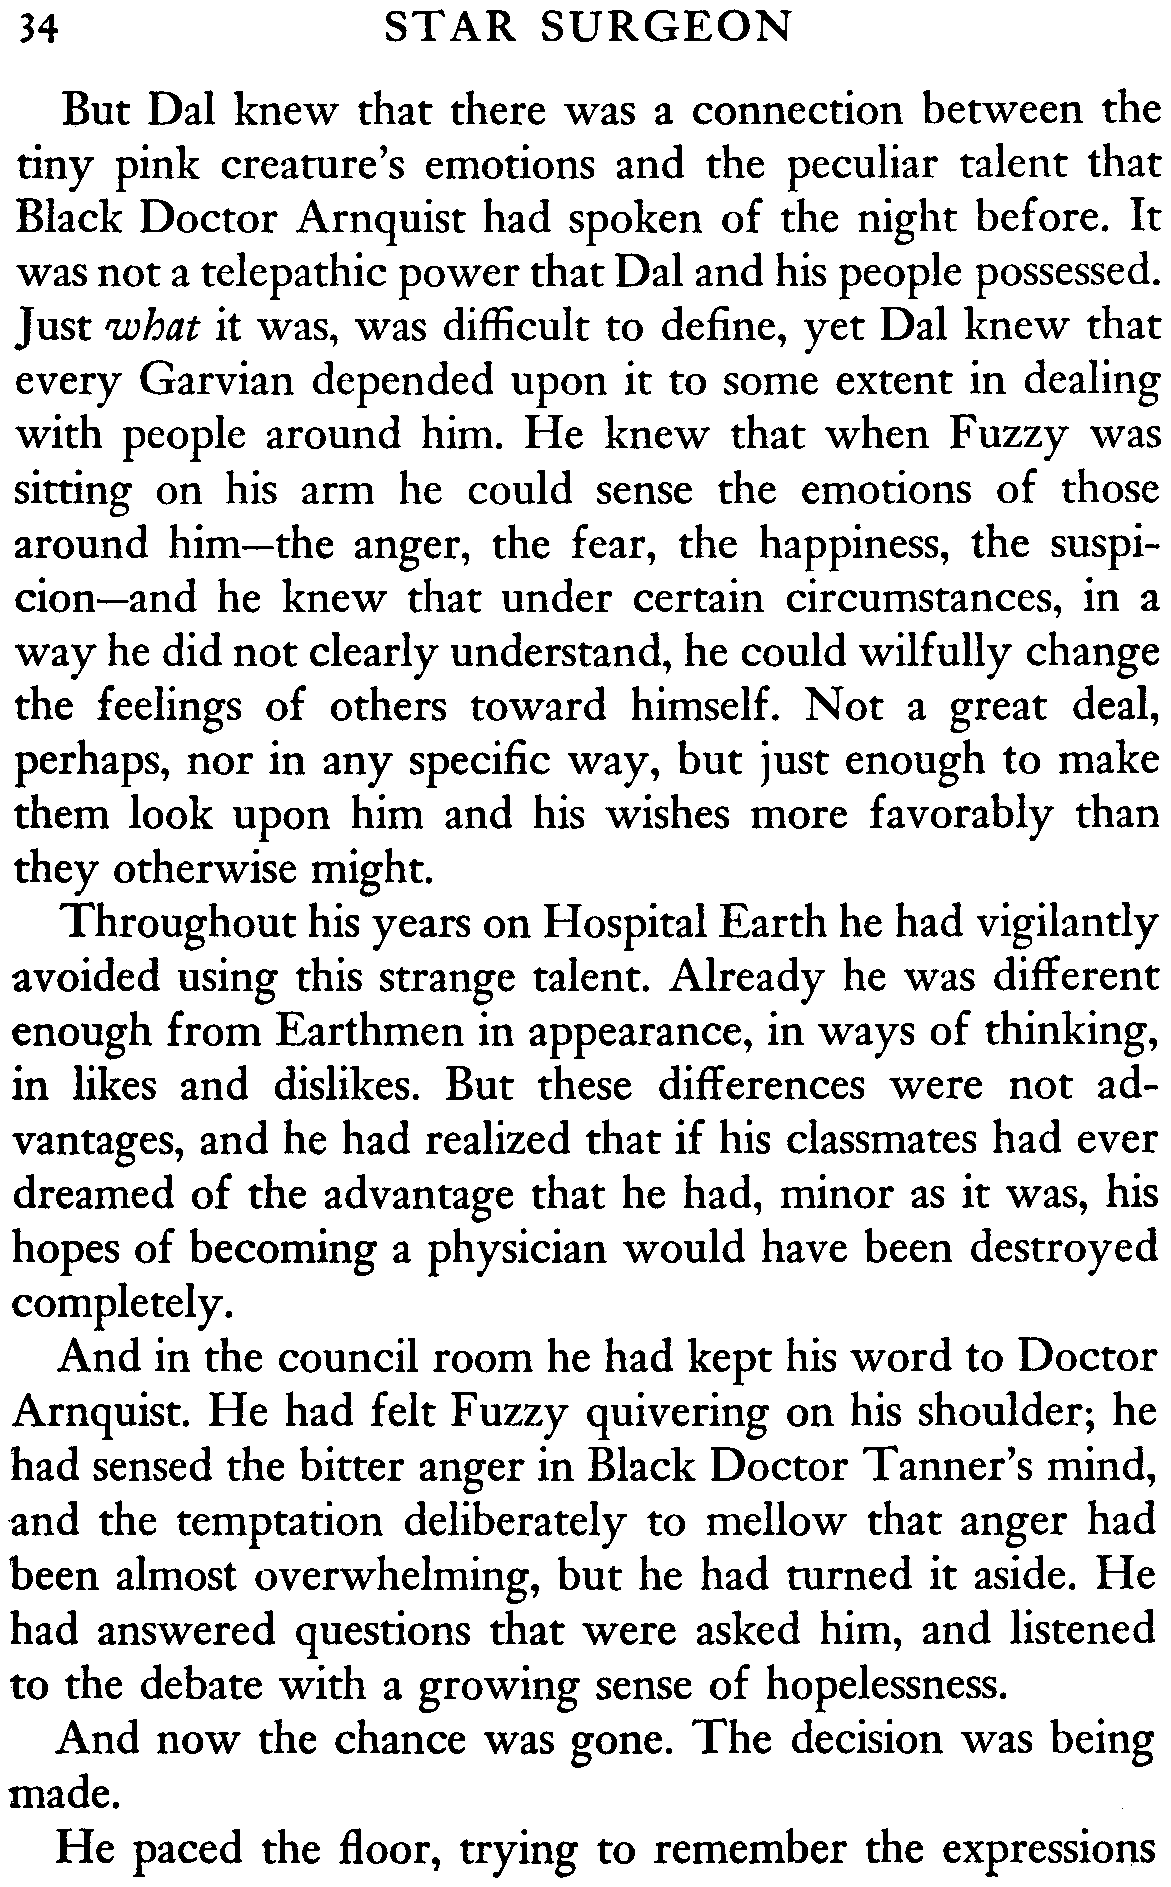 34 STAR SURGEON
But Dal knew that there was a connection between the
tiny pink creature's emotions and the peculiar talent that
Black Doctor Arnquist had spoken of the night before. It
was not a telepathic power that Dal and his people possessed.
Just what it was, was difficult to define, yet Dal knew that
every Garvian depended upon it to some extent in dealing
with people around him. He knew that when Fuzzy was
sitting on his arm he could sense the emotions of those
around him—the anger, the fear, the happiness, the suspi-
cion—and he knew that under certain circumstances, in a
way he did not clearly understand, he could wilfully change
the feelings of others toward himself. Not a great deal,
perhaps, nor in any specific way, but just enough to make
them look upon him and his wishes more favorably than
they otherwise might.
Throughout his years on Hospital Earth he had vigilantly
avoided using this strange talent. Already he was different
enough from Earthmen in appearance, in ways of thinking,
in likes and dislikes. But these differences were not ad-
vantages, and he had realized that if his classmates had ever
dreamed of the advantage that he had, minor as it was, his
hopes of becoming a physician would have been destroyed
completely.
And in the council room he had kept his word to Doctor
Arnquist. He had felt Fuzzy quivering on his shoulder; he
had sensed the bitter anger in Black Doctor Tanner's mind,
and the temptation deliberately to mellow that anger had
been almost overwhelming, but he had turned it aside. He
had answered questions that were asked him, and listened
to the debate with a growing sense of hopelessness.
And now the chance was gone. The decision was being
made.
He paced the floor, trying to remember the expressions